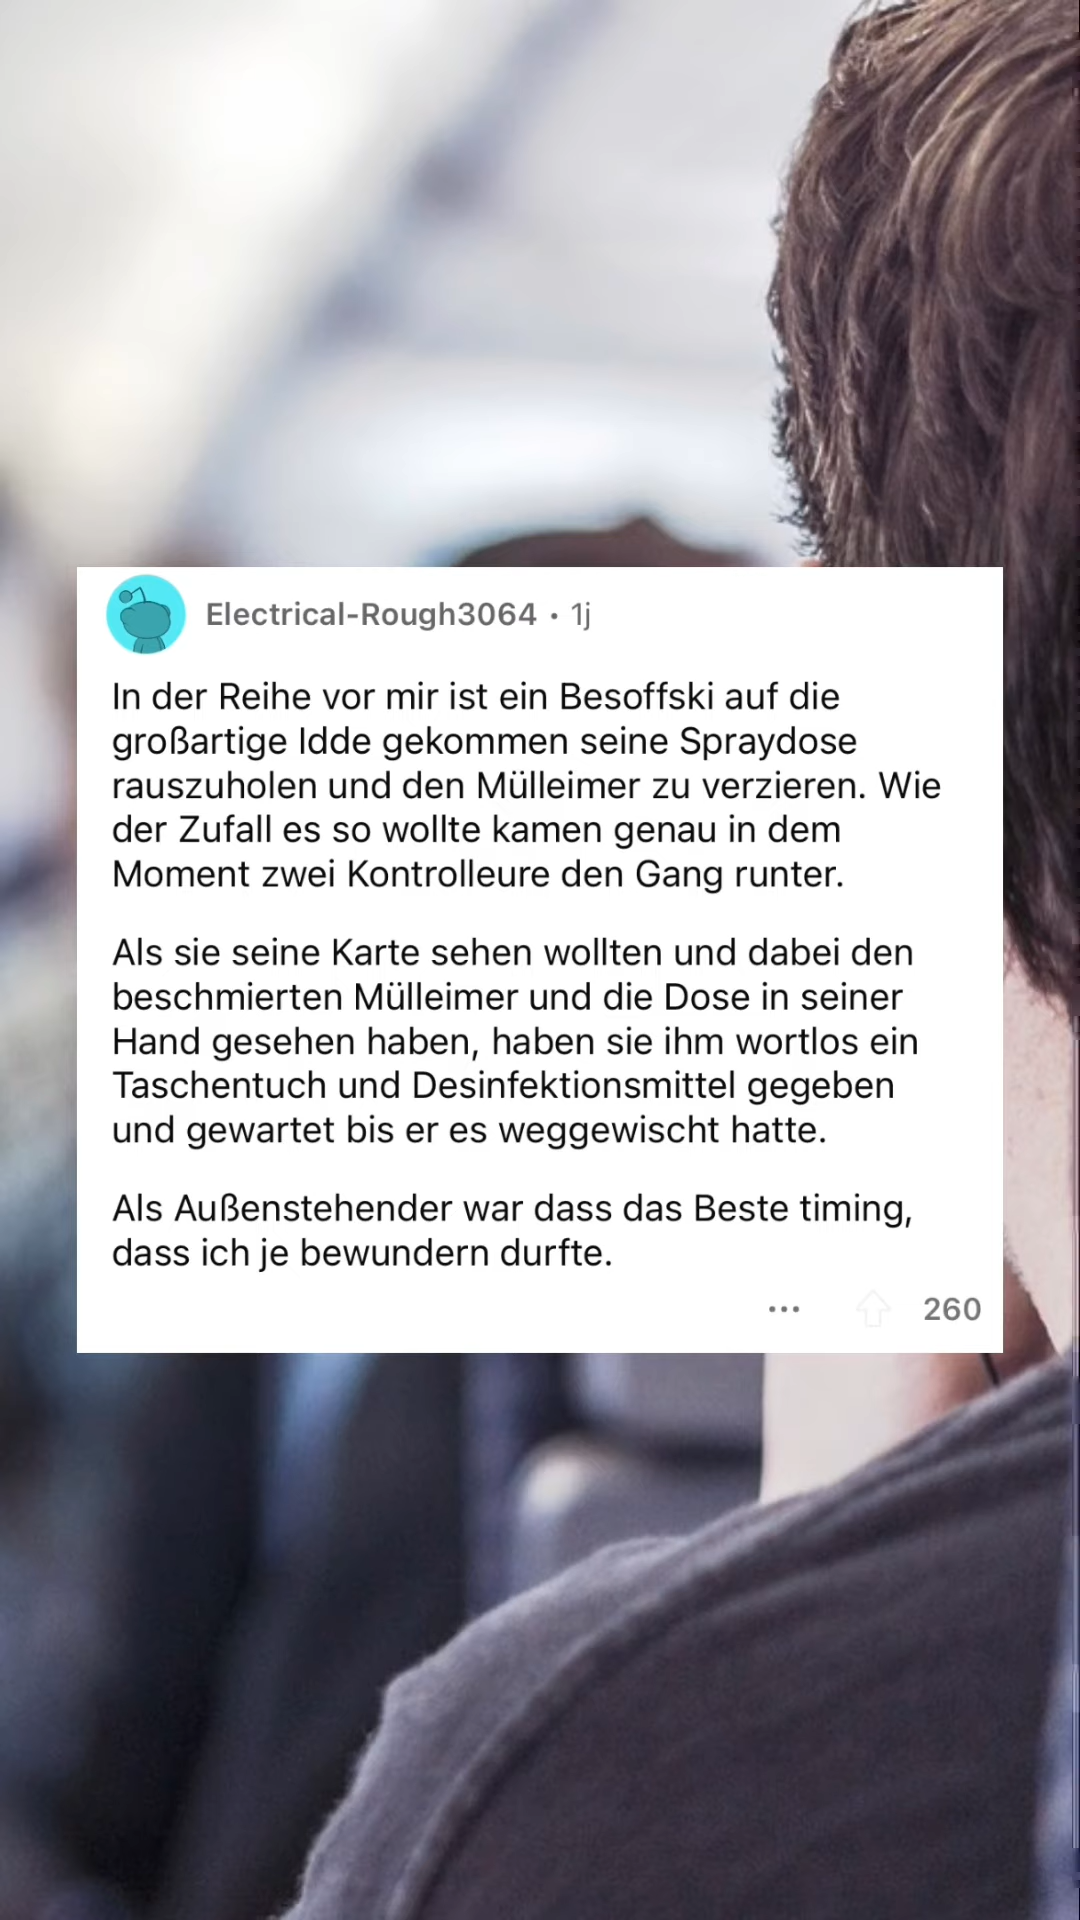 Electrical-Rough3064 • 1j
In der Reihe vor mir ist ein Besoffski auf die
großartige Idde gekommen seine Spraydose
rauszuholen und den Mülleimer zu verzieren. Wie
der Zufall es so wollte kamen genau in dem
Moment zwei Kontrolleure den Gang runter.
Als sie seine Karte sehen wollten und dabei den
beschmierten Mülleimer und die Dose in seiner
Hand gesehen haben, haben sie ihm wortlos ein
Taschentuch und Desinfektionsmittel gegeben
und gewartet bis er es weggewischt hatte.
Als Außenstehender war dass das Beste timing,
dass ich je bewundern durfte.
260